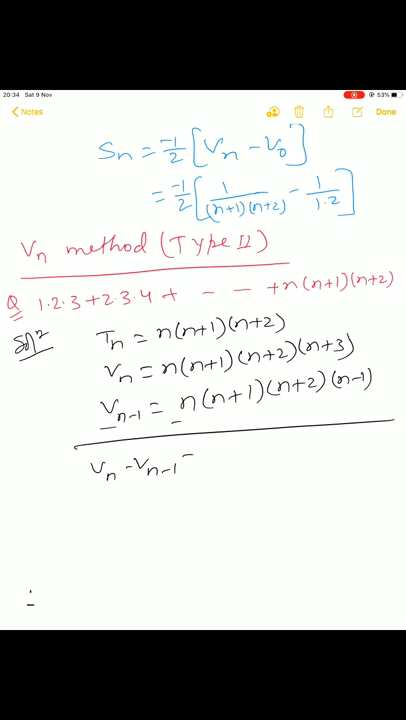 20:34 Sat 9 Nov 53%
Notes Done
Sn = -1/2 [Vn - V0]
= -1/2 [1/((n+1)(n+2)) - 1/(1.2)]
Vn method (Type II)
Q 1.2.3 + 2.3.4 + - - + n(n+1)(n+2)
Solⁿ Tn = n(n+1)(n+2)
Vn = n(n+1)(n+2)(n+3)
Vn-1 = n(n+1)(n+2)(n-1)
Vn - Vn-1 =